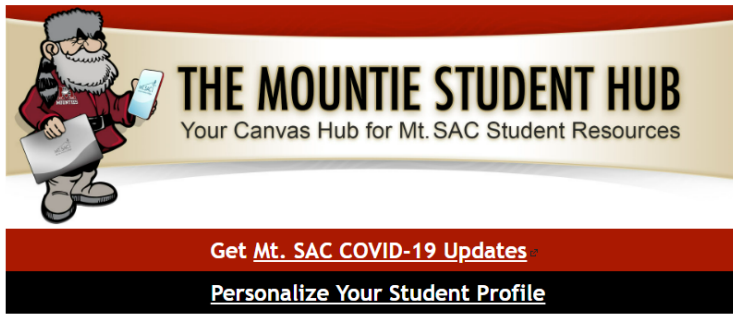 THE MOUNTIE STUDENT HUB
Your Canvas Hub for Mt. SAC Student Resources
MOUNTIES
Get Mt. SAC COVID-19 Updates
Personalize Your Student Profile